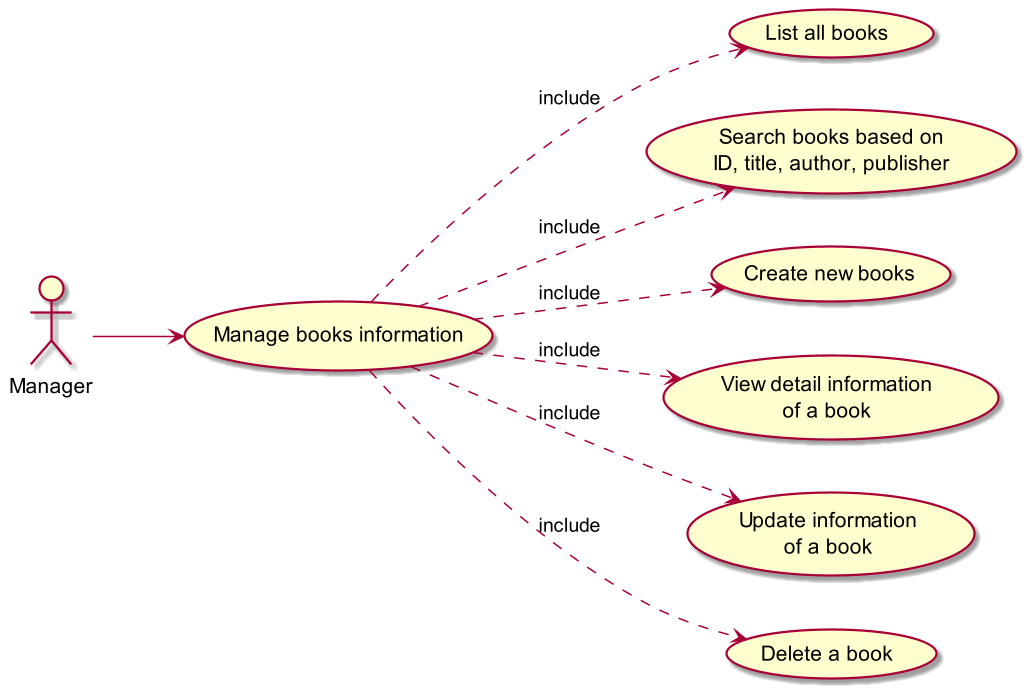 List all books
include
Search books based on
ID, title, author, publisher
include
Create new books
include
Manage books information
Manager
include
View detail information
of a book
include
Update information
of a book
include
Delete a book